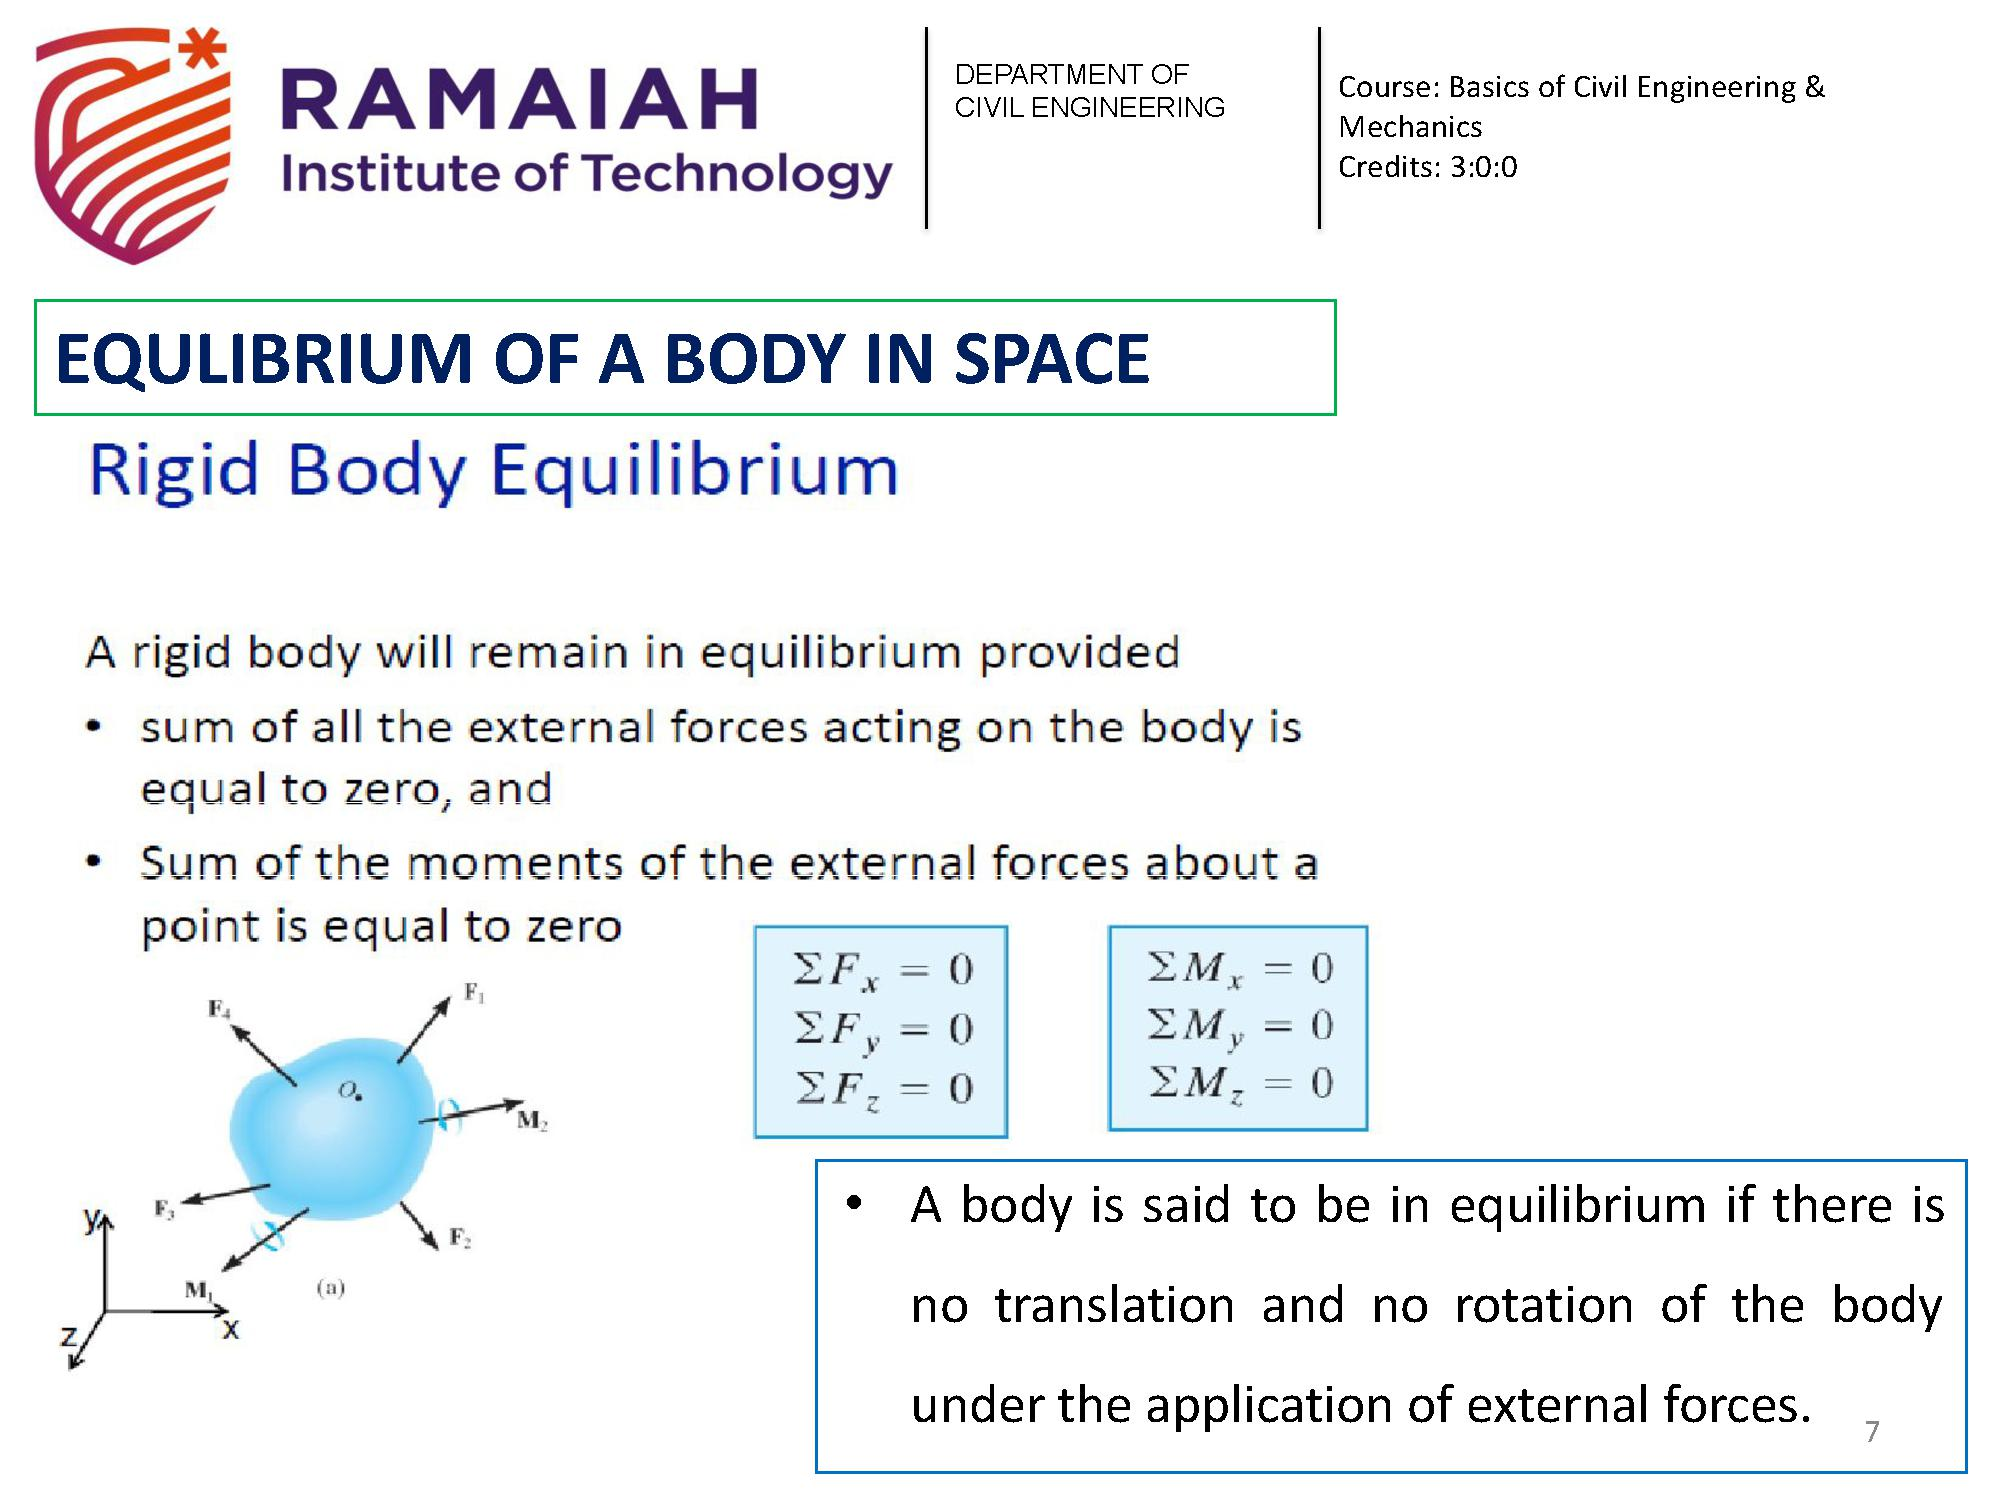 RAMAIAH
Institute of Technology
DEPARTMENT OF
CIVIL ENGINEERING
Course: Basics of Civil Engineering &
Mechanics
Credits: 3:0:0
EQULIBRIUM OF A BODY IN SPACE
Rigid Body Equilibrium
A rigid body will remain in equilibrium provided
• sum of all the external forces acting on the body is
equal to zero, and
• Sum of the moments of the external forces about a
point is equal to zero
ΣFx = 0
ΣFy = 0
ΣFz = 0
ΣMx = 0
ΣMy = 0
ΣMz = 0
F4
F1
O
M2
F3
F2
M1
(a)
y
x
z
• A body is said to be in equilibrium if there is
no translation and no rotation of the body
under the application of external forces.
7